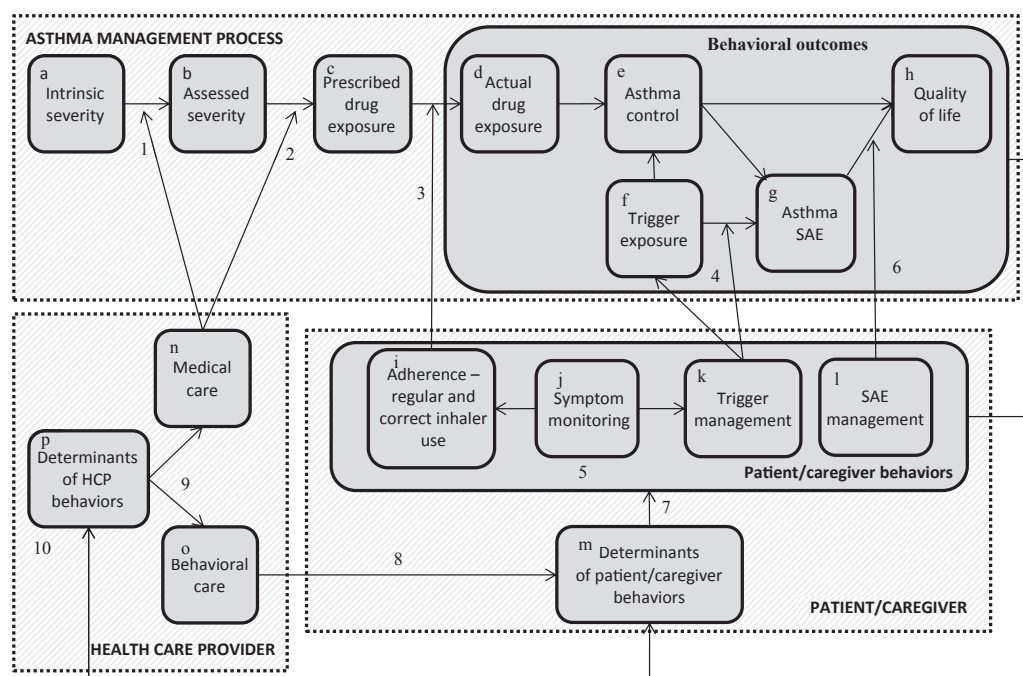 ASTHMA MANAGEMENT PROCESS
Behavioral outcomes
a
Intrinsic
severity
b
Assessed
severity
c
Prescribed
drug
exposure
d
Actual
drug
exposure
e
Asthma
control
h
Quality
of life
1
2
3
f
Trigger
exposure
g
Asthma
SAE
4
6
n
Medical
care
i
Adherence –
regular and
correct inhaler
use
j
Symptom
monitoring
k
Trigger
management
l
SAE
management
5
Patient/caregiver behaviors
p
Determinants
of HCP
behaviors
9
10
o
Behavioral
care
8
7
m
Determinants
of patient/caregiver
behaviors
HEALTH CARE PROVIDER
PATIENT/CAREGIVER